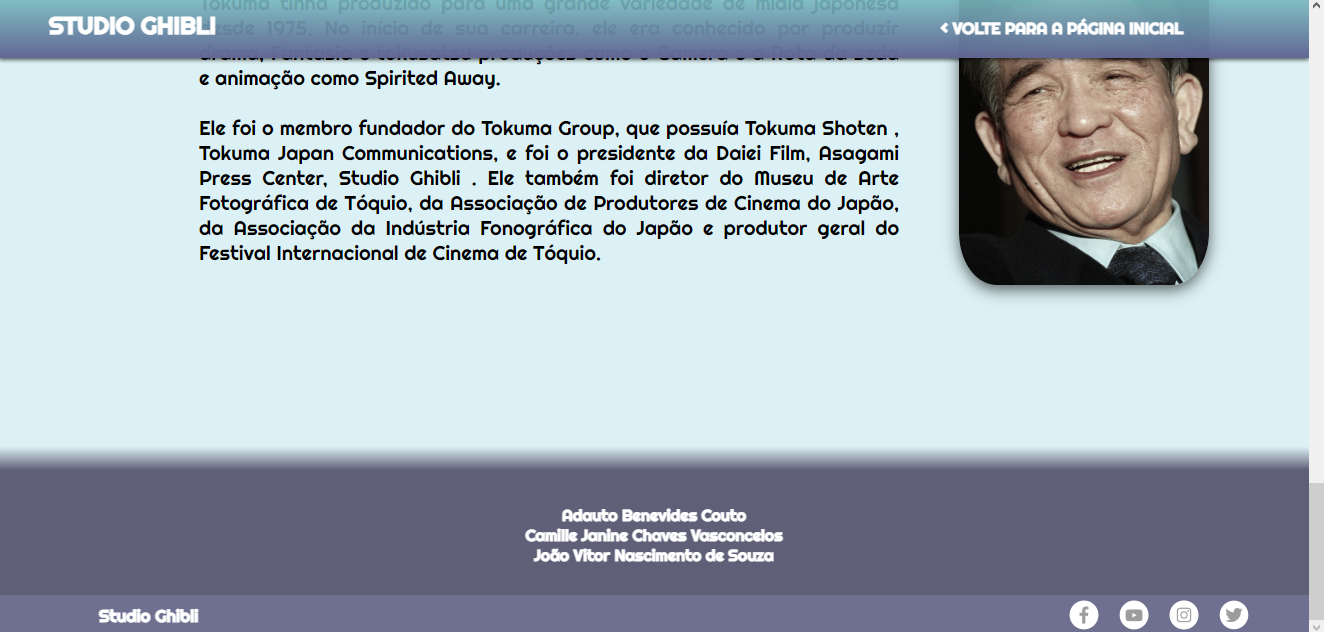 Tokuma tinha produzido para uma grande variedade de mídia japonesa
STUDIO GHIBLI
< VOLTE PARA A PÁGINA INICIAL
desde 1975. No início de sua carreira, ele era conhecido por produzir
drama, Fantasia e tokusatsu produções como o Gamera e a Rota da seda
e animação como Spirited Away.
Ele foi o membro fundador do Tokuma Group, que possuía Tokuma Shoten ,
Tokuma Japan Communications, e foi o presidente da Daiei Film, Asagami
Press Center, Studio Ghibli . Ele também foi diretor do Museu de Arte
Fotográfica de Tóquio, da Associação de Produtores de Cinema do Japão,
da Associação da Indústria Fonográfica do Japão e produtor geral do
Festival Internacional de Cinema de Tóquio.
Adauto Benevides Couto
Camille Janine Chaves Vasconcelos
João Vitor Nascimento de Souza
Studio Ghibli